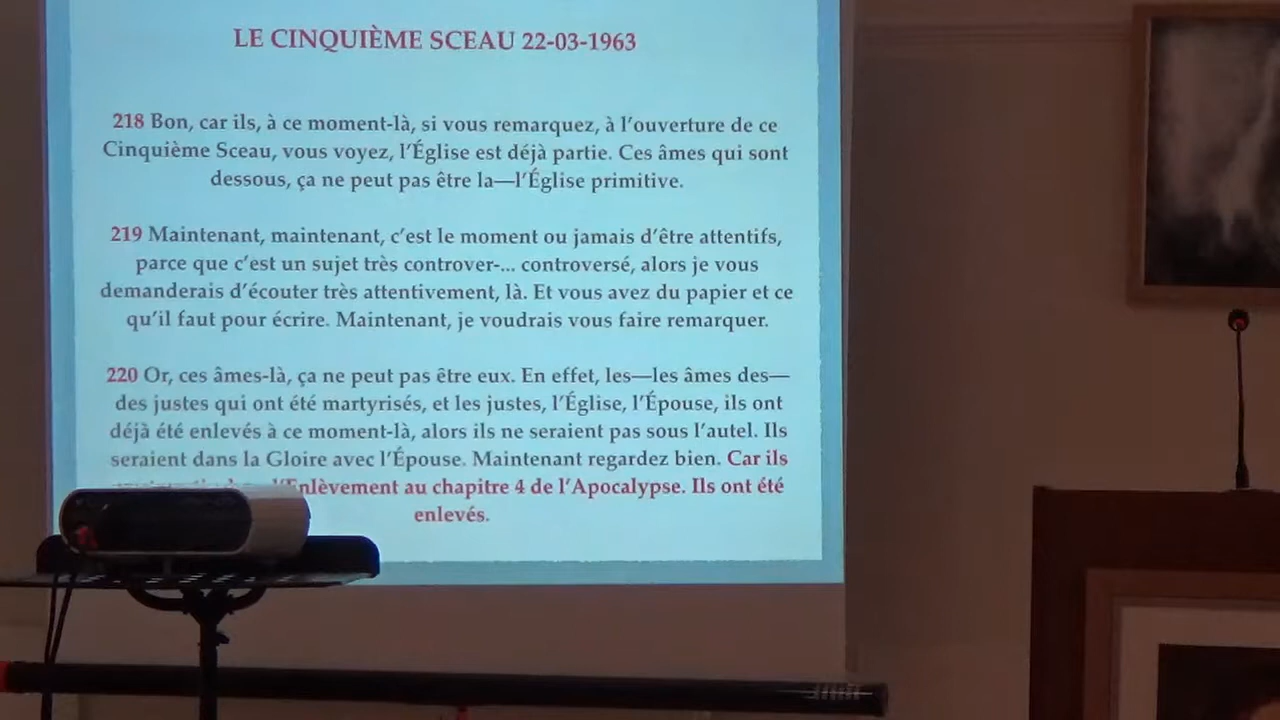 LE CINQUIÈME SCEAU 22-03-1963
218 Bon, car ils, à ce moment-là, si vous remarquez, à l'ouverture de ce
Cinquième Sceau, vous voyez, l'Église est déjà partie. Ces âmes qui sont
dessous, ça ne peut pas être la—l'Église primitive.
219 Maintenant, maintenant, c'est le moment ou jamais d'être attentifs,
parce que c'est un sujet très controver-... controversé, alors je vous
demanderais d'écouter très attentivement, là. Et vous avez du papier et ce
qu'il faut pour écrire. Maintenant, je voudrais vous faire remarquer.
220 Or, ces âmes-là, ça ne peut pas être eux. En effet, les—les âmes des—
des justes qui ont été martyrisés, et les justes, l'Église, l'Épouse, ils ont
déjà été enlevés à ce moment-là, alors ils ne seraient pas sous l'autel. Ils
seraient dans la Gloire avec l'Épouse. Maintenant regardez bien. Car ils
l'Enlèvement au chapitre 4 de l'Apocalypse. Ils ont été
enlevés.